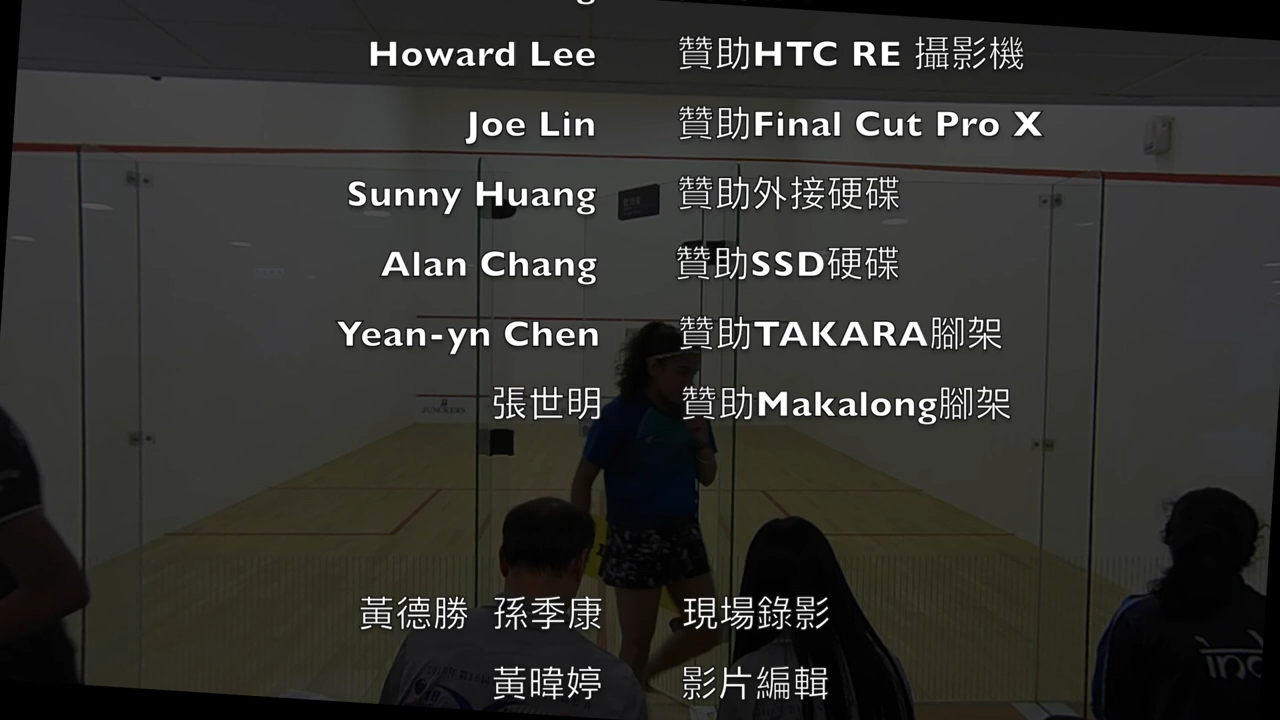 Howard Lee 贊助HTC RE 攝影機
Joe Lin 贊助Final Cut Pro X
Sunny Huang 贊助外接硬碟
Alan Chang 贊助SSD硬碟
Yean-yn Chen 贊助TAKARA腳架
張世明 贊助Makalong腳架
JUNCKERS
黃德勝 孫季康 現場錄影
黃暐婷 影片編輯